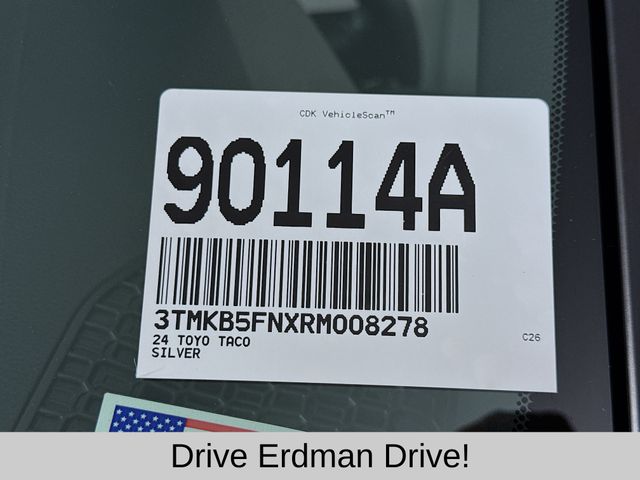 CDK VehicleScan™
90114A
3TMKB5FNXRM008278
24 TOYO TACO
SILVER
C26
Drive Erdman Drive!